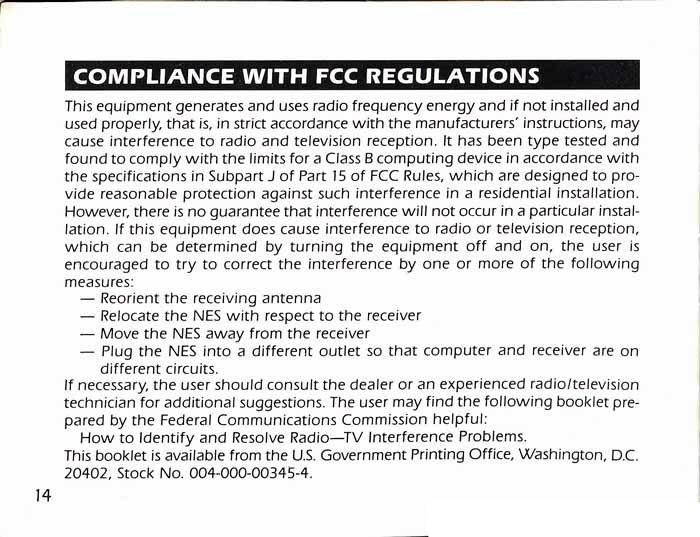 COMPLIANCE WITH FCC REGULATIONS
This equipment generates and uses radio frequency energy and if not installed and
used properly, that is, in strict accordance with the manufacturers' instructions, may
cause interference to radio and television reception. It has been type tested and
found to comply with the limits for a Class B computing device in accordance with
the specifications in Subpart J of Part 15 of FCC Rules, which are designed to pro-
vide reasonable protection against such interference in a residential installation.
However, there is no guarantee that interference will not occur in a particular instal-
lation. If this equipment does cause interference to radio or television reception,
which can be determined by turning the equipment off and on, the user is
encouraged to try to correct the interference by one or more of the following
measures:
— Reorient the receiving antenna
— Relocate the NES with respect to the receiver
— Move the NES away from the receiver
— Plug the NES into a different outlet so that computer and receiver are on
different circuits.
If necessary, the user should consult the dealer or an experienced radio/television
technician for additional suggestions. The user may find the following booklet pre-
pared by the Federal Communications Commission helpful:
How to Identify and Resolve Radio—TV Interference Problems.
This booklet is available from the U.S. Government Printing Office, Washington, D.C.
20402, Stock No. 004-000-00345-4.
14